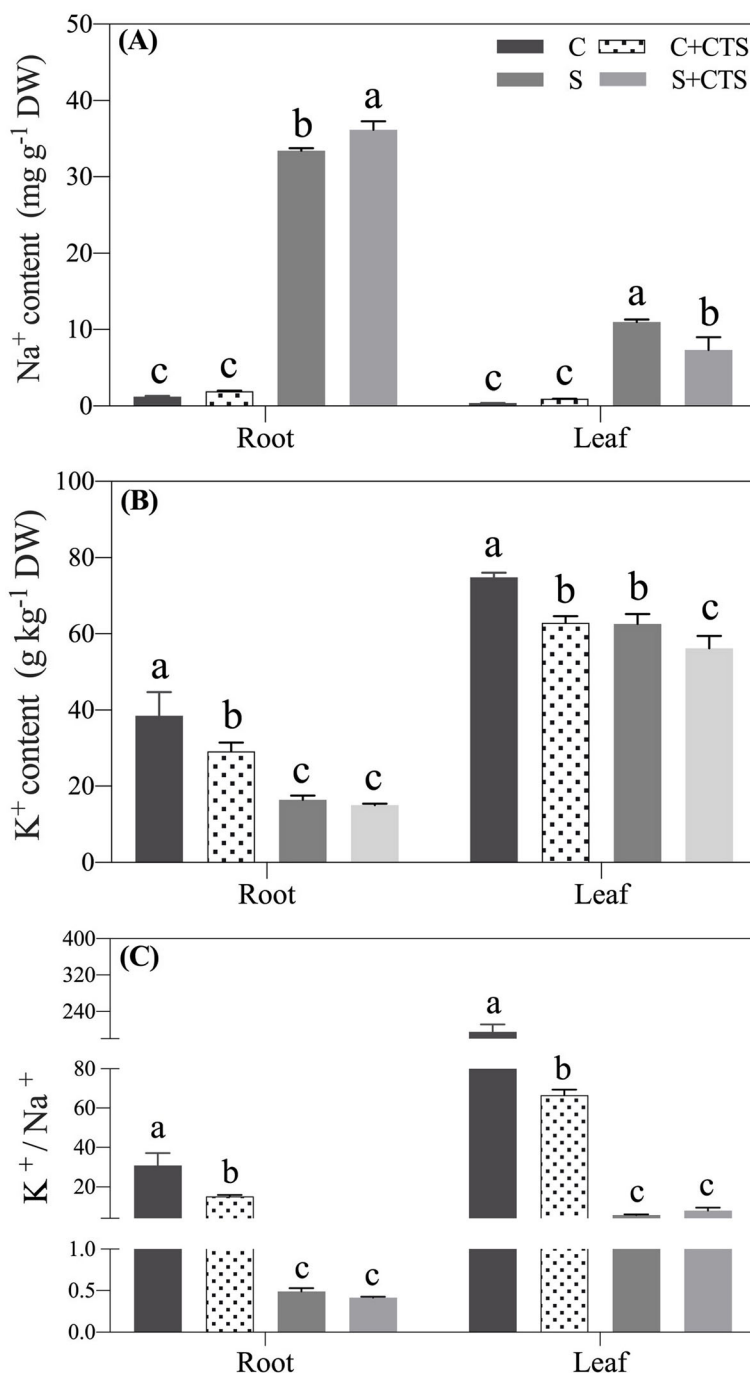 (A)
C C+CTS
S S+CTS
Na+ content (mg g-1 DW)
50
40
30
20
10
0
c c b a c c a b
Root Leaf
(B)
K+ content (g kg-1 DW)
100
80
60
40
20
0
a b c c a b b c
Root Leaf
(C)
K + / Na +
400
320
240
80
60
40
20
1.0
0.5
0.0
a b c c a b c c
Root Leaf